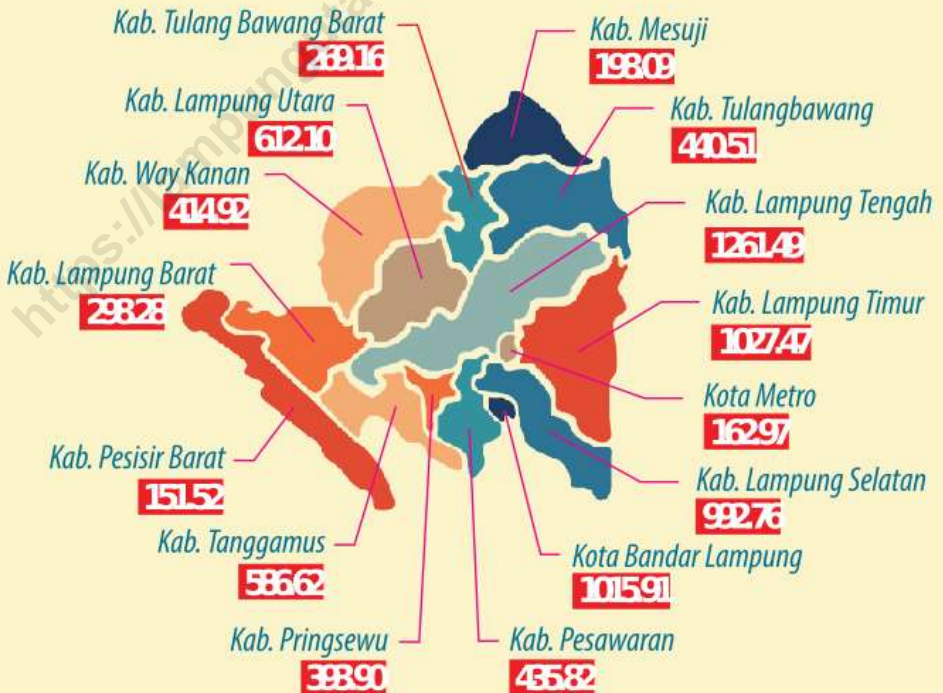 Kab. Tulang Bawang Barat
269.16
Kab. Mesuji
198.09
Kab. Lampung Utara
612.10
Kab. Tulangbawang
440.51
Kab. Way Kanan
414.92
Kab. Lampung Tengah
1261.49
Kab. Lampung Barat
298.28
Kab. Lampung Timur
1027.47
Kota Metro
162.97
Kab. Pesisir Barat
151.52
Kab. Lampung Selatan
992.76
Kab. Tanggamus
586.62
Kota Bandar Lampung
1015.91
Kab. Pringsewu
393.90
Kab. Pesawaran
435.82
https://lampung